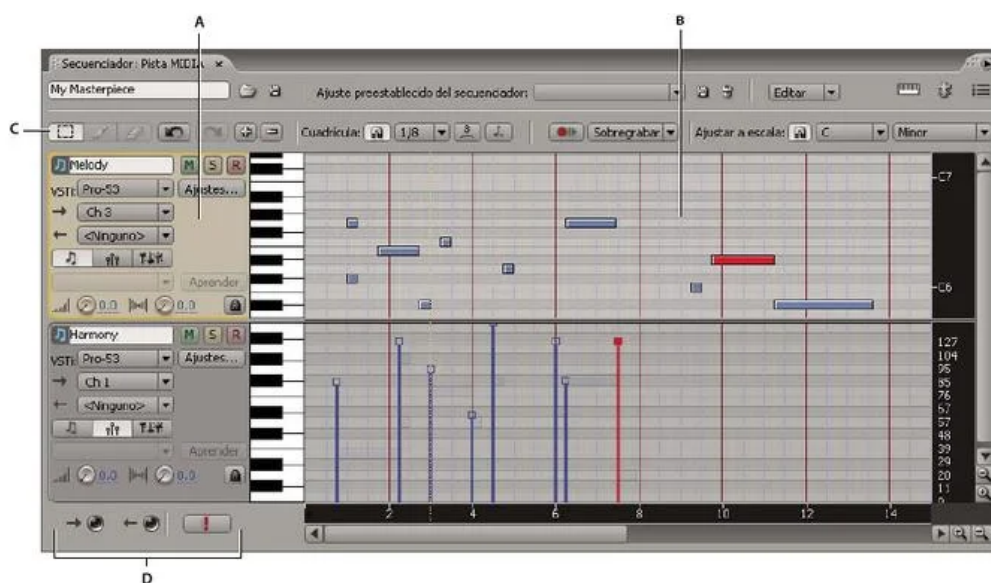 A
B
Secuenciador: Pista MIDIA ×
My Masterpiece
Ajuste preestablecido del secuenciador:
Editar
C
Cuadrícula:
1/8
3
Sobregrabar
Ajustar a escala:
C
Minor
Melody
M S R
VSTi: Pro-53
Ajustes...
Ch 3
<Ninguno>
Aprender
0.0
0.0
C7
C6
Harmony
M S R
VSTi: Pro-53
Ajustes...
Ch 1
<Ninguno>
Aprender
0.0
0.0
127
104
95
85
76
67
57
48
39
29
20
11
0
2 4 6 8 10 12 14
!
D